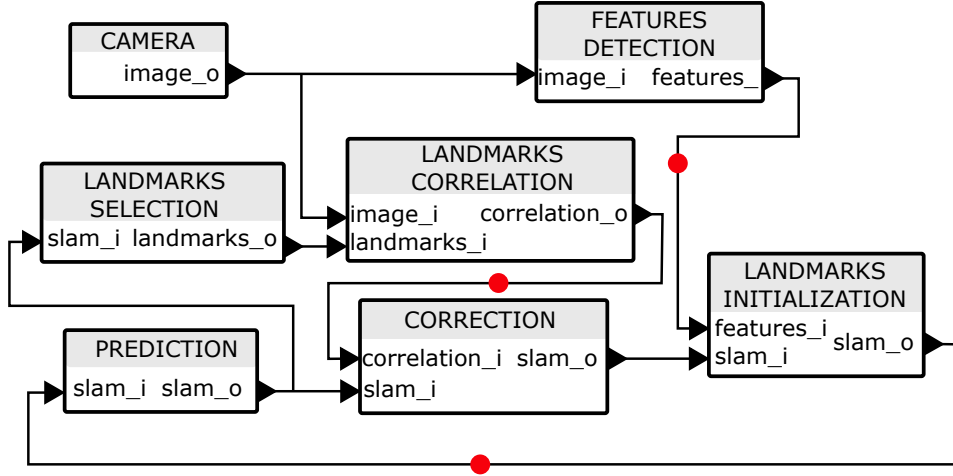 CAMERA
image_o
FEATURES
DETECTION
image_i features_
LANDMARKS
SELECTION
slam_i landmarks_o
LANDMARKS
CORRELATION
image_i correlation_o
landmarks_i
LANDMARKS
INITIALIZATION
features_i
slam_o
slam_i
PREDICTION
slam_i slam_o
CORRECTION
correlation_i slam_o
slam_i